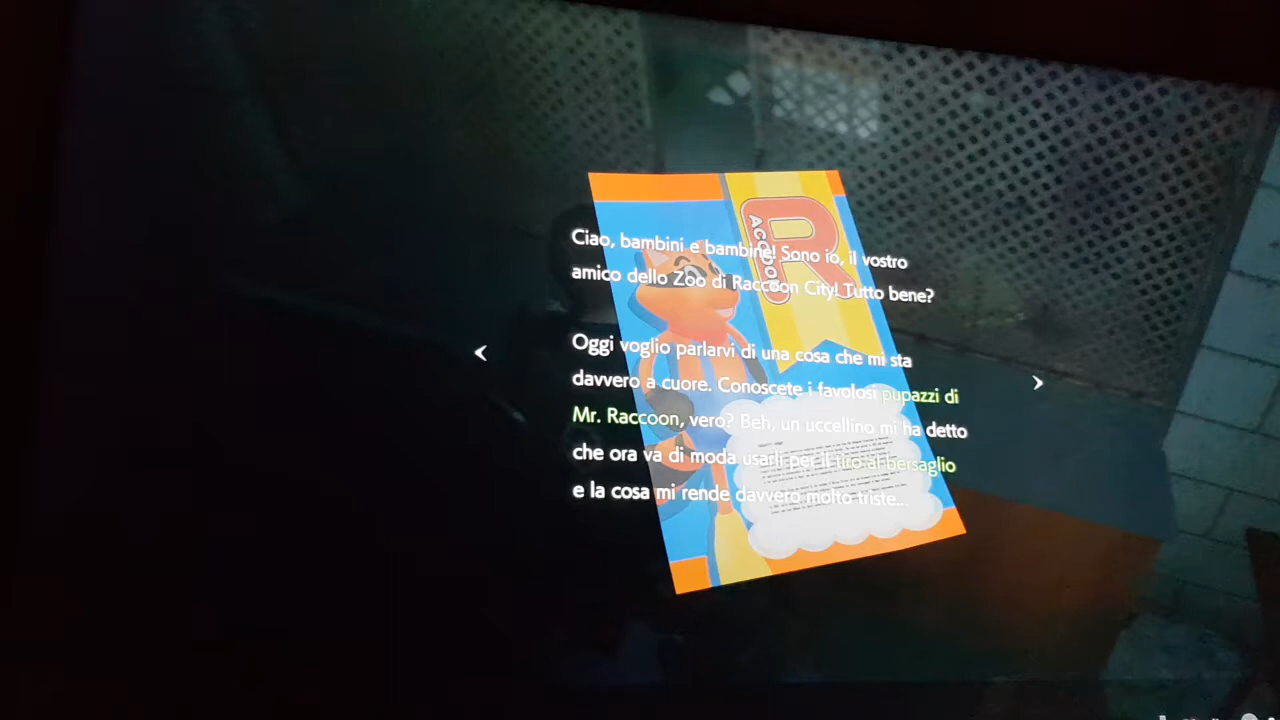 R
ACCOON
Ciao, bambini e bambine! Sono io, il vostro
amico dello Zoo di Raccoon City! Tutto bene?
Oggi voglio parlarvi di una cosa che mi sta
davvero a cuore. Conoscete i favolosi pupazzi di
Mr. Raccoon, vero? Beh, un uccellino mi ha detto
che ora va di moda usarli per il tiro al bersaglio
e la cosa mi rende davvero molto triste...